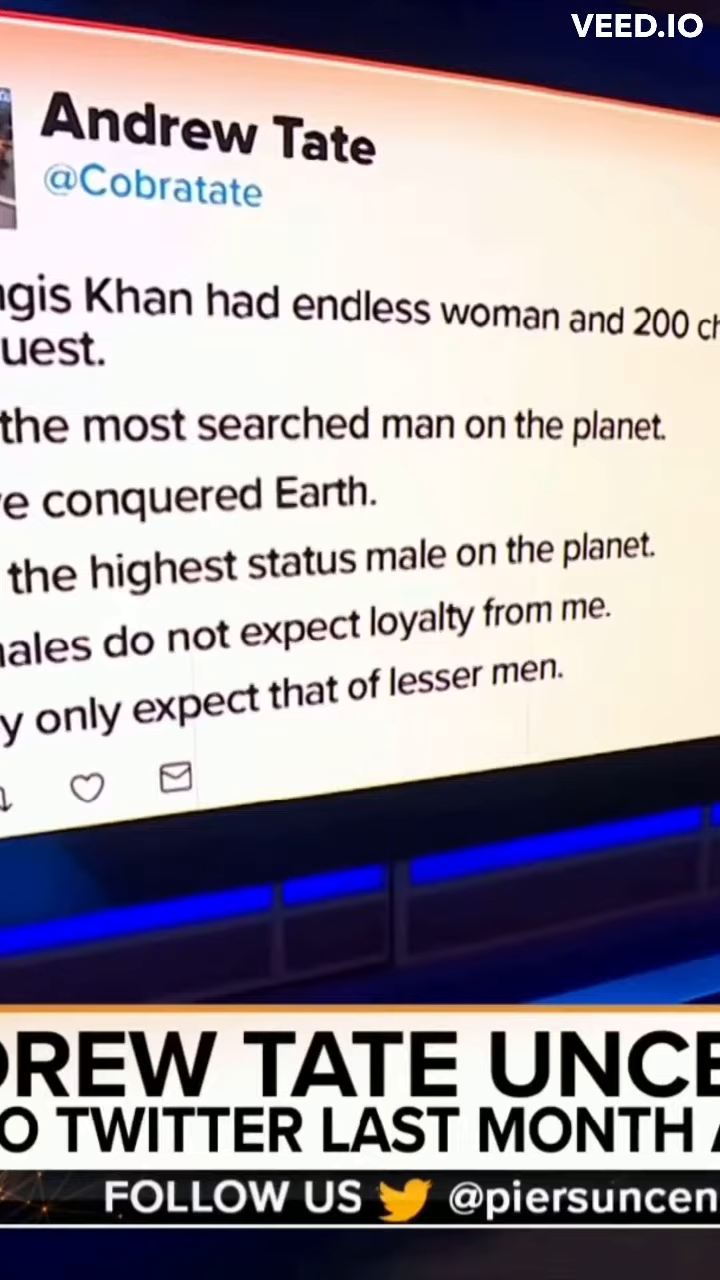 VEED.IO
Andrew Tate
@Cobratate
ngis Khan had endless woman and 200 ch
uest.
the most searched man on the planet.
e conquered Earth.
the highest status male on the planet.
ales do not expect loyalty from me.
y only expect that of lesser men.
DREW TATE UNCE
O TWITTER LAST MONTH A
FOLLOW US @piersuncen